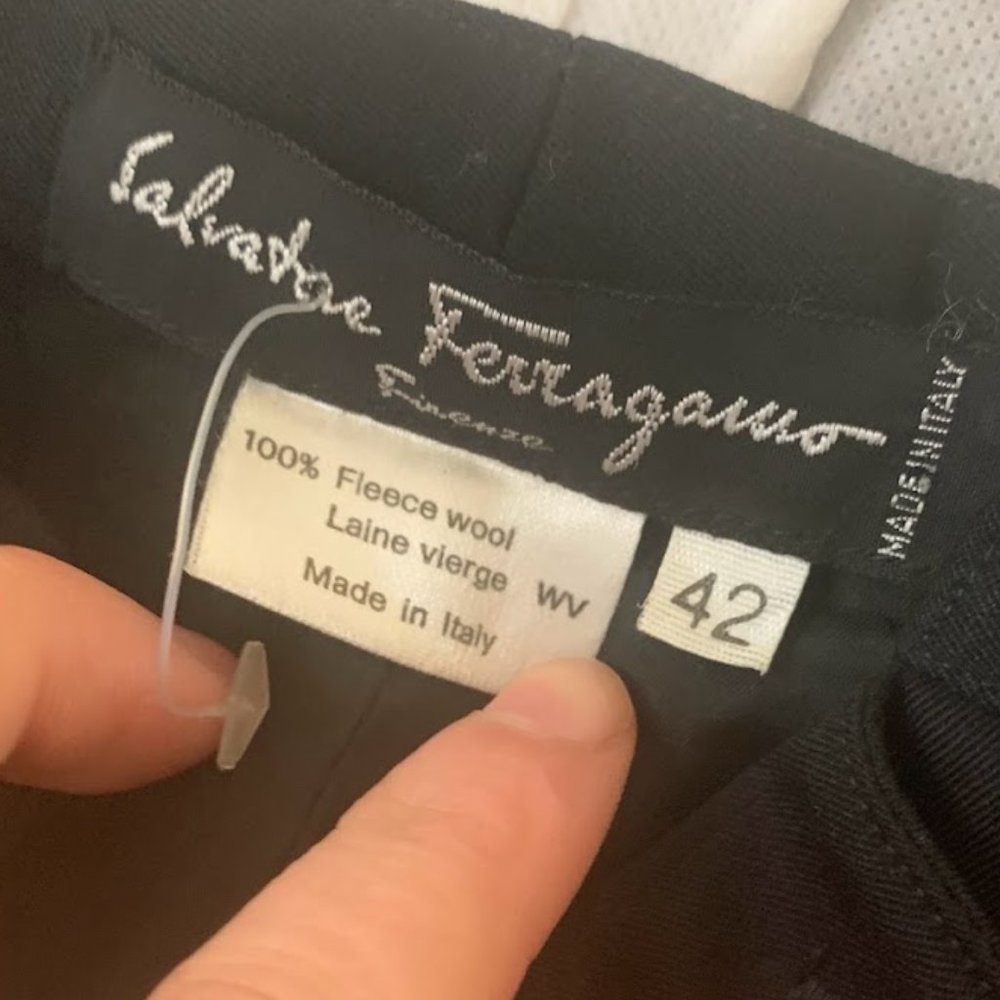 Salvatore Ferragamo
Firenze
MADE IN ITALY
100% Fleece wool
Laine vierge WV
Made in Italy
42